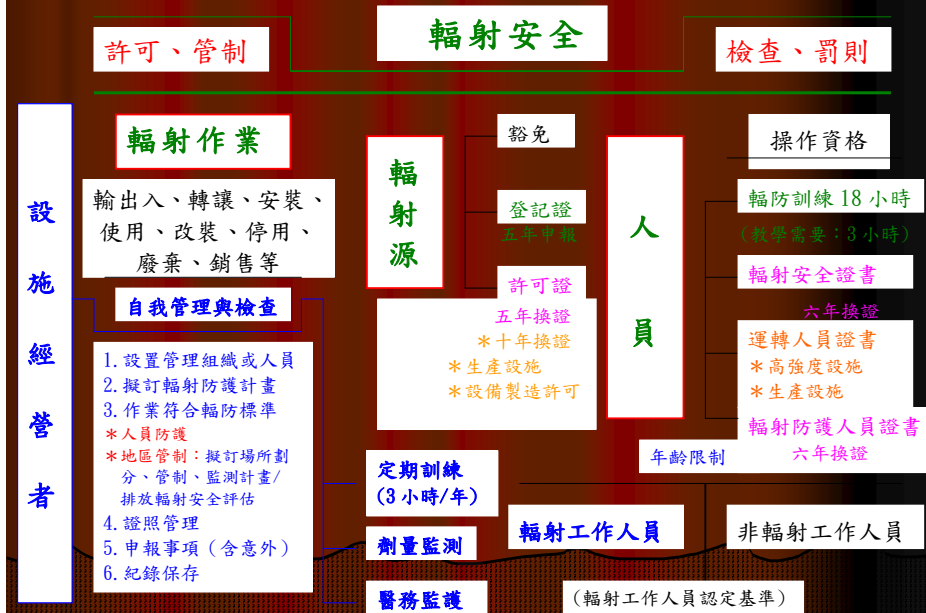 輻射安全
許可、管制
檢查、罰則
設施經營者
輻射作業
輸出入、轉讓、安裝、
使用、改裝、停用、
廢棄、銷售等
自我管理與檢查
1. 設置管理組織或人員
2. 擬訂輻射防護計畫
3. 作業符合輻防標準
＊人員防護
＊地區管制：擬訂場所劃
分、管制、監測計畫/
排放輻射安全評估
4. 證照管理
5. 申報事項（含意外）
6. 紀錄保存
輻射源
豁免
登記證
五年申報
許可證
五年換證
＊十年換證
＊生產設施
＊設備製造許可
人員
操作資格
輻防訓練 18 小時
(教學需要：3 小時)
輻射安全證書
六年換證
運轉人員證書
＊高強度設施
＊生產設施
輻射防護人員證書
六年換證
年齡限制
定期訓練
(3 小時/年)
劑量監測
醫務監護
輻射工作人員
非輻射工作人員
(輻射工作人員認定基準)